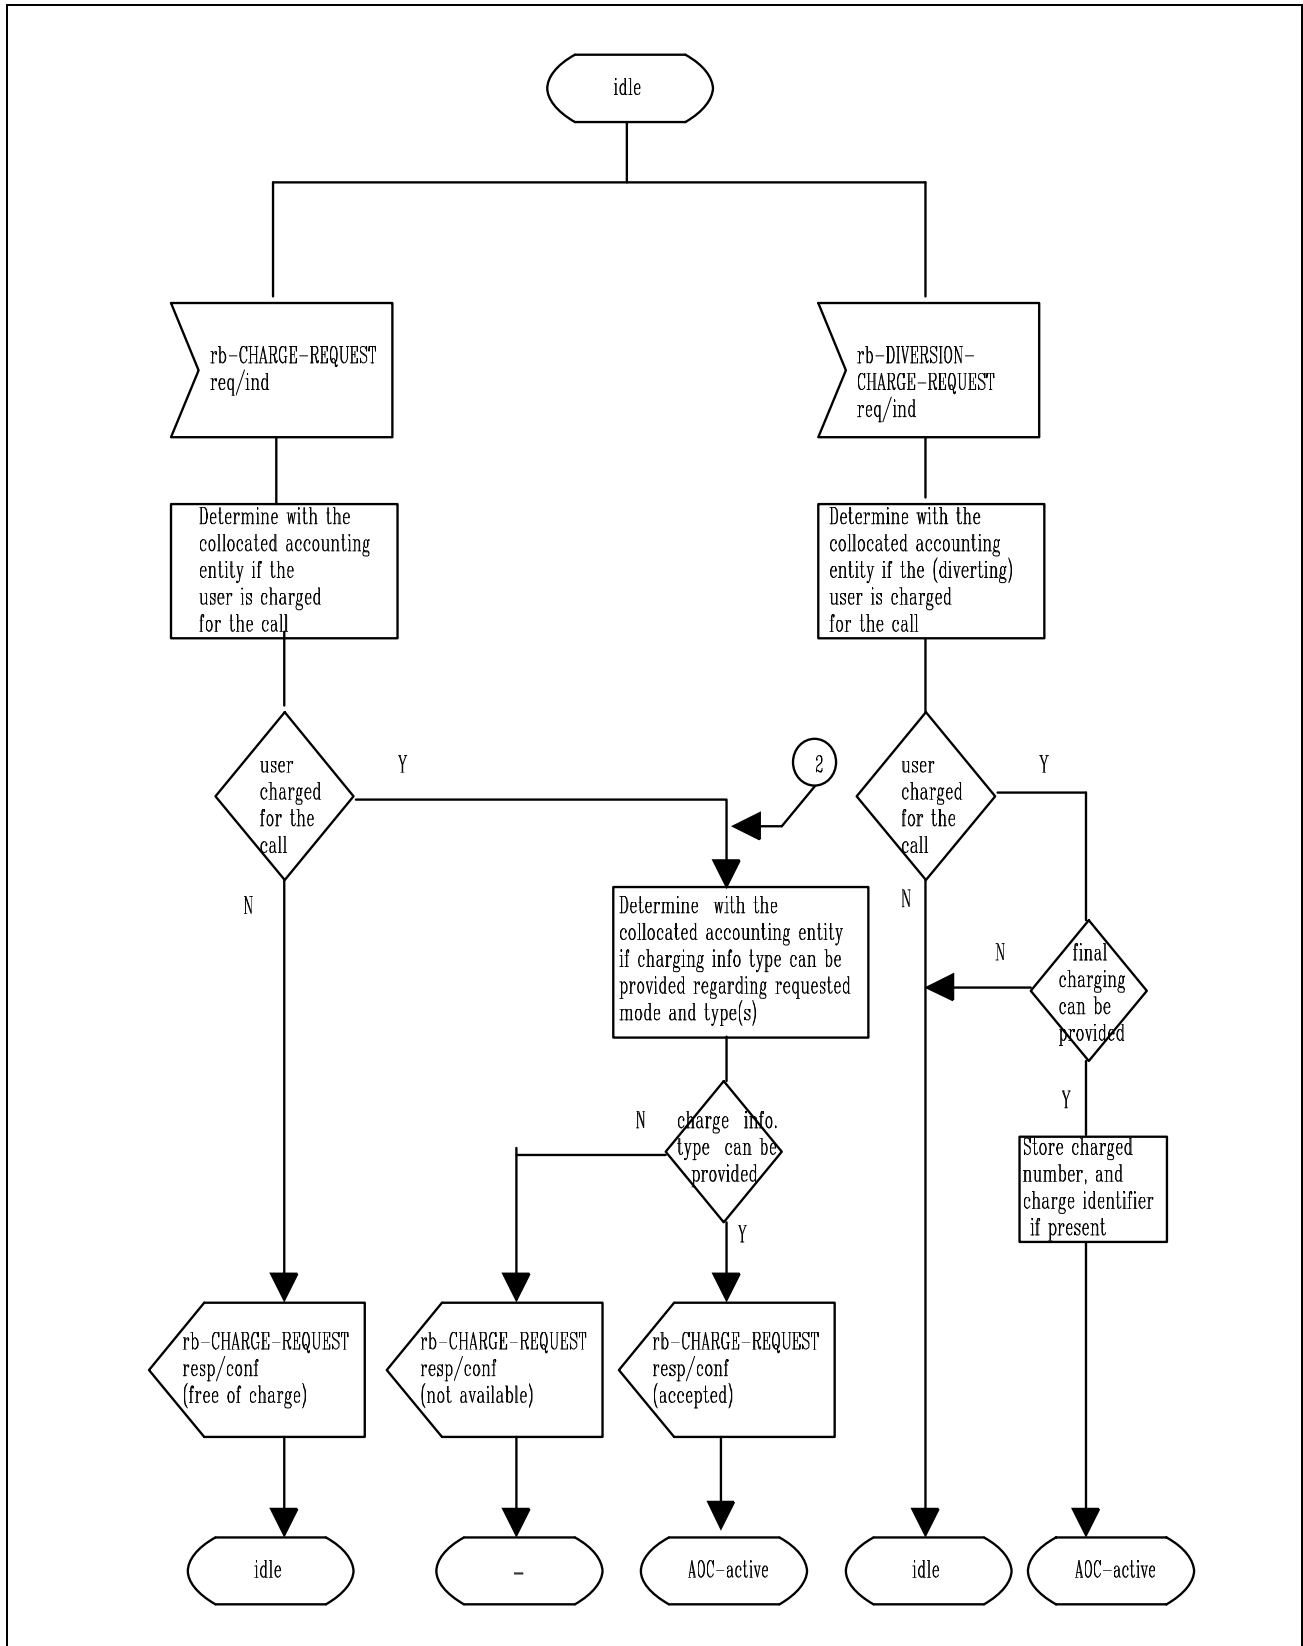 idle
rb-CHARGE-REQUEST
req/ind
rb-DIVERSION-
CHARGE-REQUEST
req/ind
Determine with the
collocated accounting
entity if the
user is charged
for the call
Determine with the
collocated accounting
entity if the (diverting)
user is charged
for the call
user
charged
for the
call
Y
N
2
user
charged
for the
call
Y
N
Determine with the
collocated accounting entity
if charging info type can be
provided regarding requested
mode and type(s)
N
final
charging
can be
provided
Y
N
charge info.
type can be
provided
Y
Store charged
number, and
charge identifier
if present
rb-CHARGE-REQUEST
resp/conf
(free of charge)
rb-CHARGE-REQUEST
resp/conf
(not available)
rb-CHARGE-REQUEST
resp/conf
(accepted)
idle
–
AOC-active
idle
AOC-active